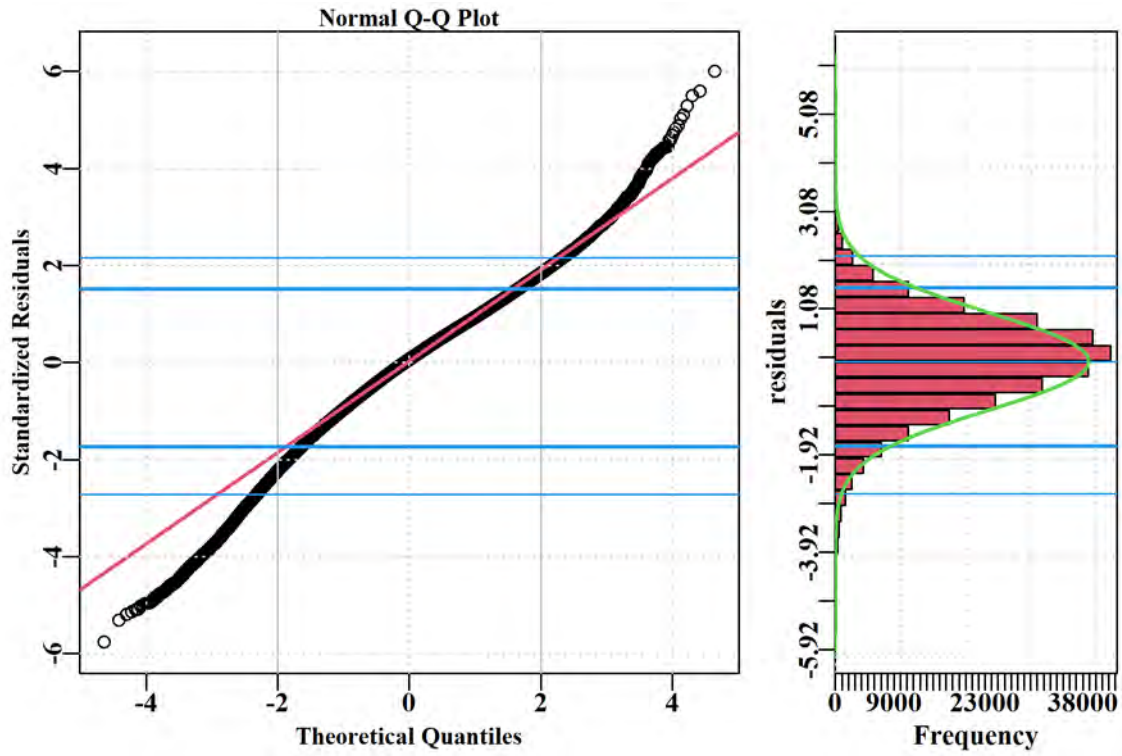 Normal Q-Q Plot
Standardized Residuals
6
4
2
0
-2
-4
-6
-4 -2 0 2 4
Theoretical Quantiles
residuals
5.08
3.08
1.08
-1.92
-3.92
-5.92
0 9000 23000 38000
Frequency